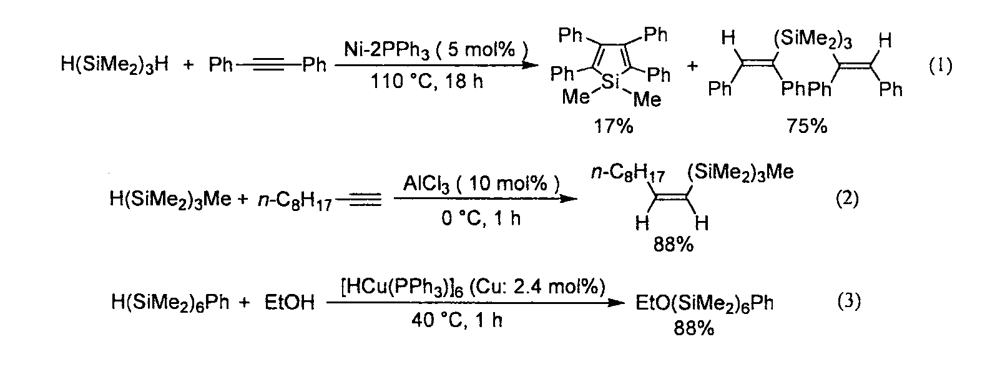 H(SiMe₂)₃H + Ph Ph Ni-2PPh₃ ( 5 mol% ) 110 °C, 18 h Ph Ph Ph Ph Si Me Me + H (SiMe₂)₃ H Ph PhPh Ph (1)
17% 75%
H(SiMe₂)₃Me + n-C₈H₁₇ AlCl₃ ( 10 mol% ) 0 °C, 1 h n-C₈H₁₇ (SiMe₂)₃Me H H (2)
88%
H(SiMe₂)₆Ph + EtOH [HCu(PPh₃)]₆ (Cu: 2.4 mol%) 40 °C, 1 h EtO(SiMe₂)₆Ph (3)
88%